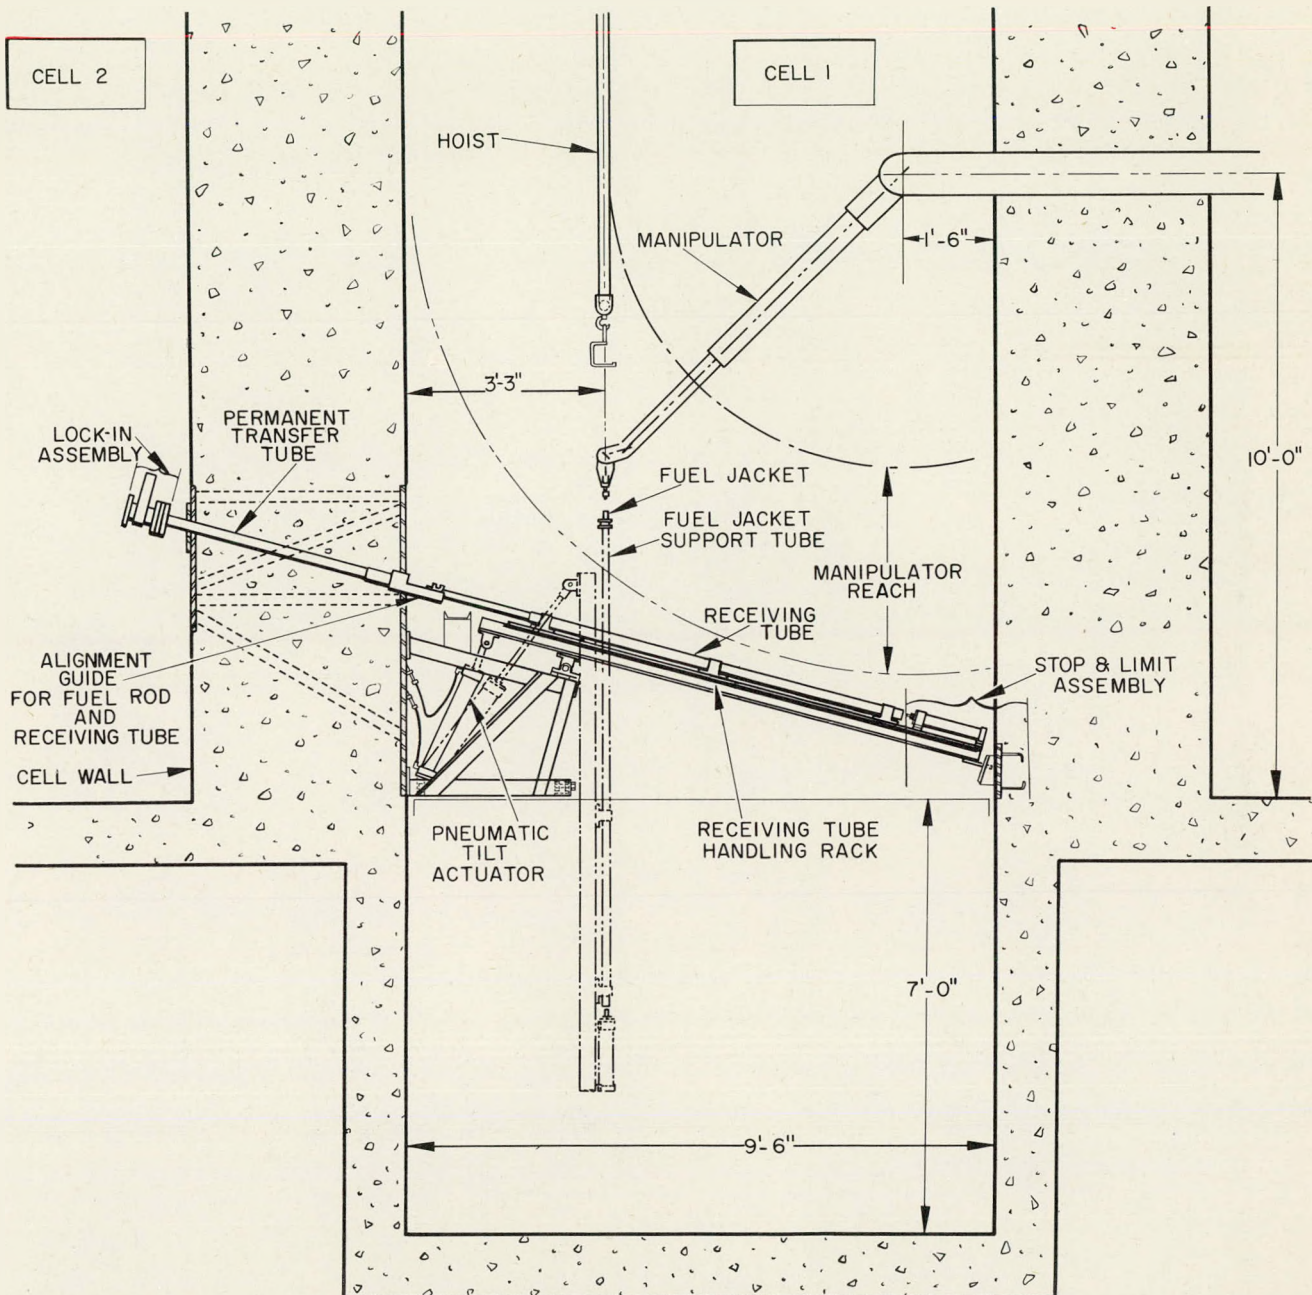 CELL 2
CELL 1
HOIST
MANIPULATOR
1'-6"
3'-3"
PERMANENT
TRANSFER
TUBE
LOCK-IN
ASSEMBLY
10'-0"
FUEL JACKET
FUEL JACKET
SUPPORT TUBE
MANIPULATOR
REACH
RECEIVING
TUBE
ALIGNMENT
GUIDE
FOR FUEL ROD
AND
RECEIVING TUBE
STOP & LIMIT
ASSEMBLY
CELL WALL
PNEUMATIC
TILT
ACTUATOR
RECEIVING TUBE
HANDLING RACK
7'-0"
9'-6"